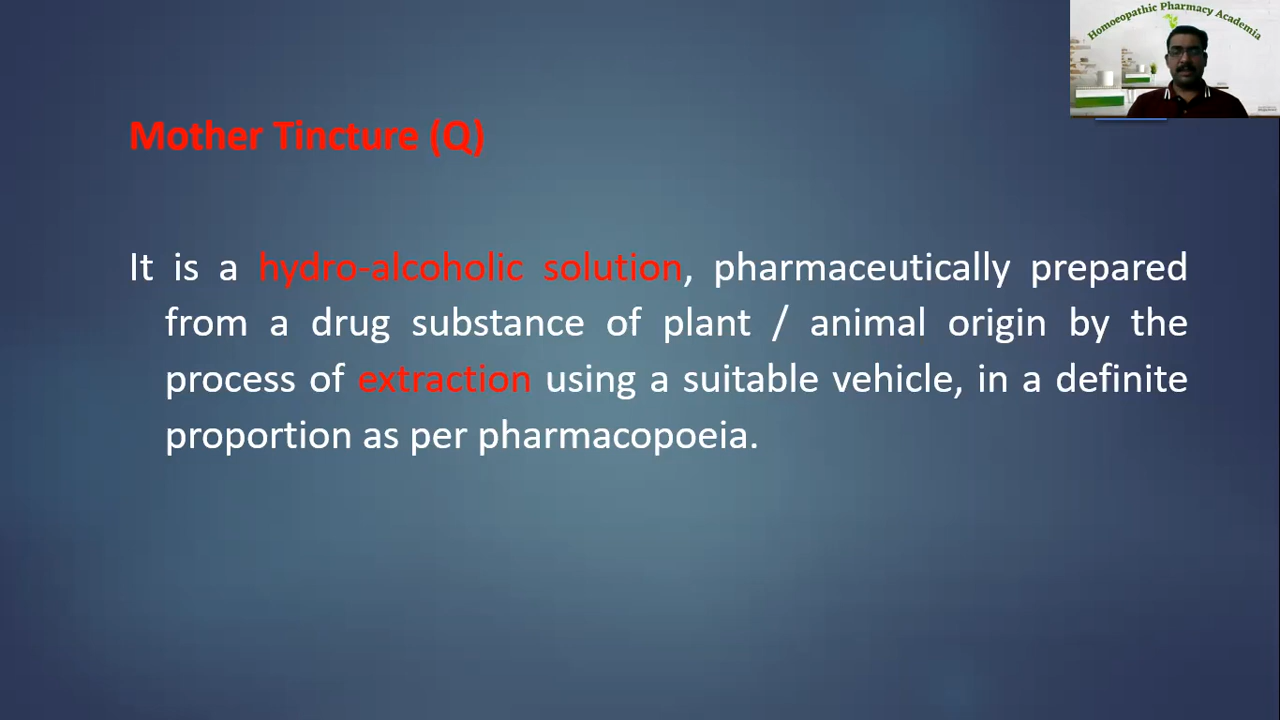 Homoeopathic Pharmacy Academia
Mother Tincture (Q)
It is a hydro-alcoholic solution, pharmaceutically prepared
from a drug substance of plant / animal origin by the
process of extraction using a suitable vehicle, in a definite
proportion as per pharmacopoeia.